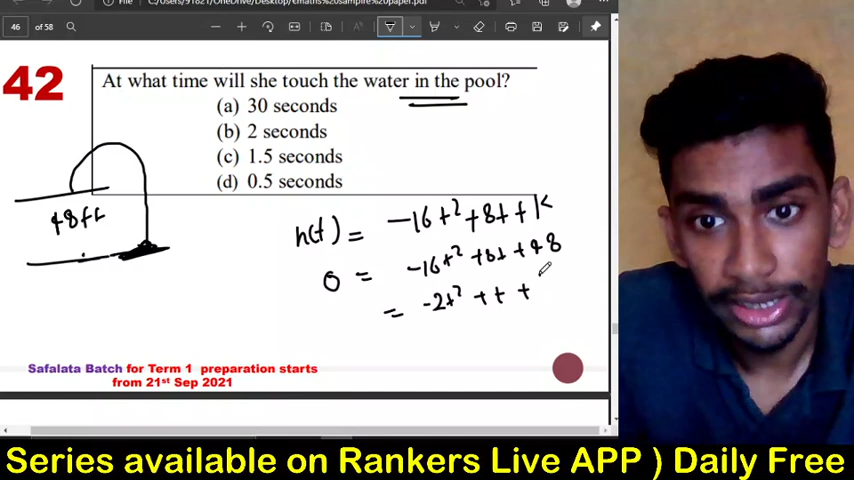 46 of 58
42
At what time will she touch the water in the pool?
(a) 30 seconds
(b) 2 seconds
(c) 1.5 seconds
(d) 0.5 seconds
48ft
h(t) = -16t² + 8t + k
0 = -16t² + 8t + 48
= -2t² + t +
Safalata Batch for Term 1 preparation starts
from 21st Sep 2021
Series available on Rankers Live APP ) Daily Free